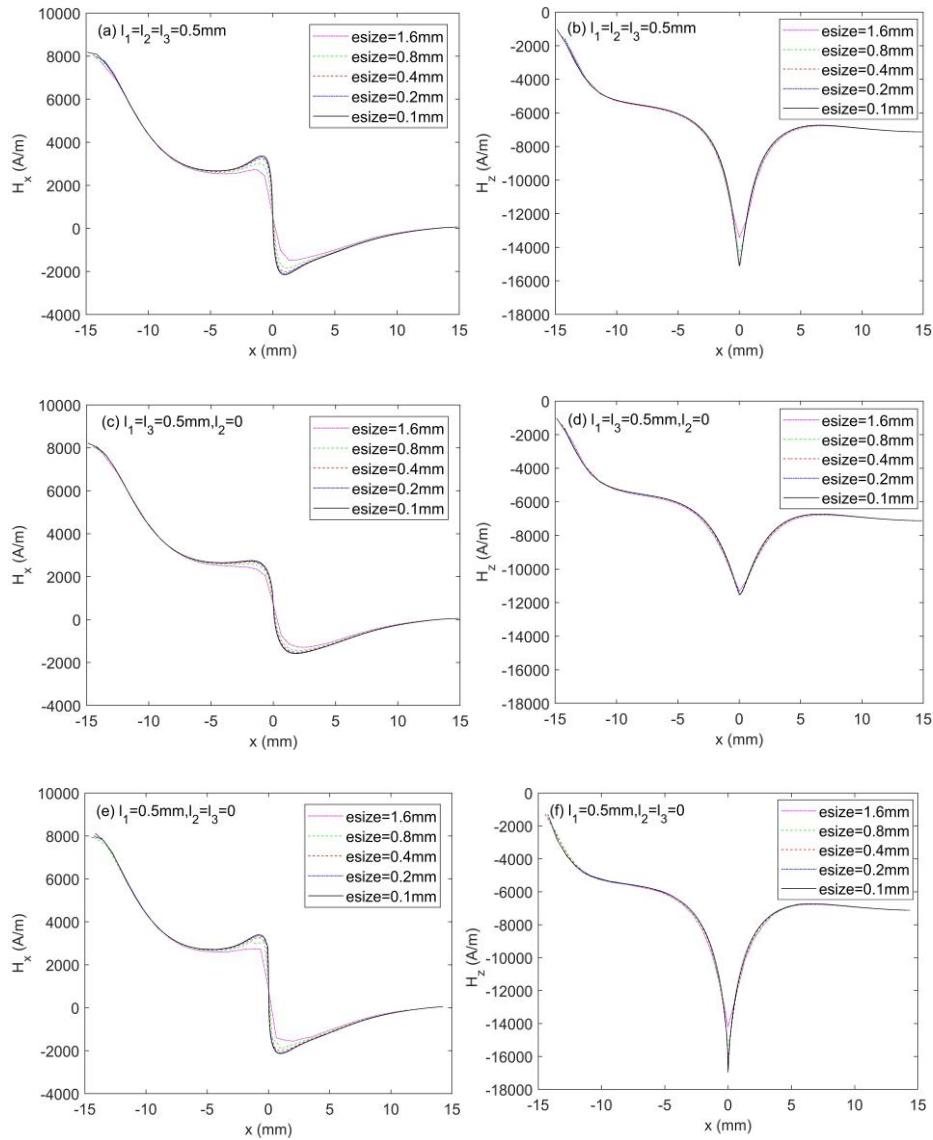 (a) l1=l2=l3=0.5mm
esize=1.6mm
esize=0.8mm
esize=0.4mm
esize=0.2mm
esize=0.1mm
10000
8000
6000
4000
2000
0
-2000
-4000
Hx (A/m)
-15 -10 -5 0 5 10 15
x (mm)
(b) l1=l2=l3=0.5mm
esize=1.6mm
esize=0.8mm
esize=0.4mm
esize=0.2mm
esize=0.1mm
0
-2000
-4000
-6000
-8000
-10000
-12000
-14000
-16000
-18000
Hz (A/m)
-15 -10 -5 0 5 10 15
x (mm)
(c) l1=l3=0.5mm,l2=0
esize=1.6mm
esize=0.8mm
esize=0.4mm
esize=0.2mm
esize=0.1mm
10000
8000
6000
4000
2000
0
-2000
-4000
Hx (A/m)
-15 -10 -5 0 5 10 15
x (mm)
(d) l1=l3=0.5mm,l2=0
esize=1.6mm
esize=0.8mm
esize=0.4mm
esize=0.2mm
esize=0.1mm
0
-2000
-4000
-6000
-8000
-10000
-12000
-14000
-16000
-18000
Hz (A/m)
-15 -10 -5 0 5 10 15
x (mm)
(e) l1=0.5mm,l2=l3=0
esize=1.6mm
esize=0.8mm
esize=0.4mm
esize=0.2mm
esize=0.1mm
10000
8000
6000
4000
2000
0
-2000
-4000
Hx (A/m)
-15 -10 -5 0 5 10 15
x (mm)
(f) l1=0.5mm,l2=l3=0
esize=1.6mm
esize=0.8mm
esize=0.4mm
esize=0.2mm
esize=0.1mm
0
-2000
-4000
-6000
-8000
-10000
-12000
-14000
-16000
-18000
Hz (A/m)
-15 -10 -5 0 5 10 15
x (mm)